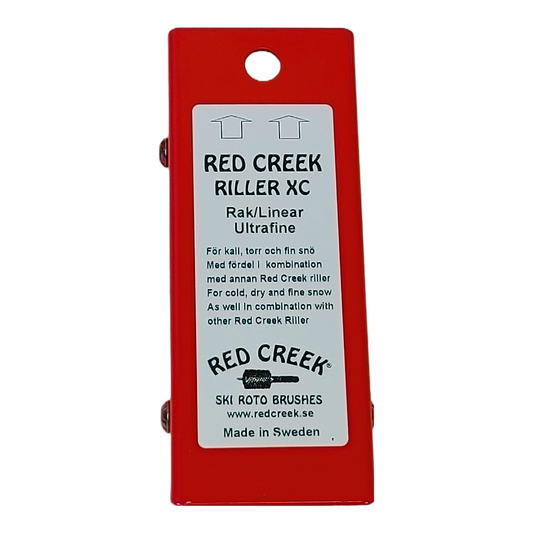 RED CREEK
RILLER XC
Rak/Linear
Ultrafine
För kall, torr och fin snö
Med fördel i kombination
med annan Red Creek riller
For cold, dry and fine snow
As well in combination with
other Red Creek Riller
RED CREEK®
SKI ROTO BRUSHES
www.redcreek.se
Made in Sweden